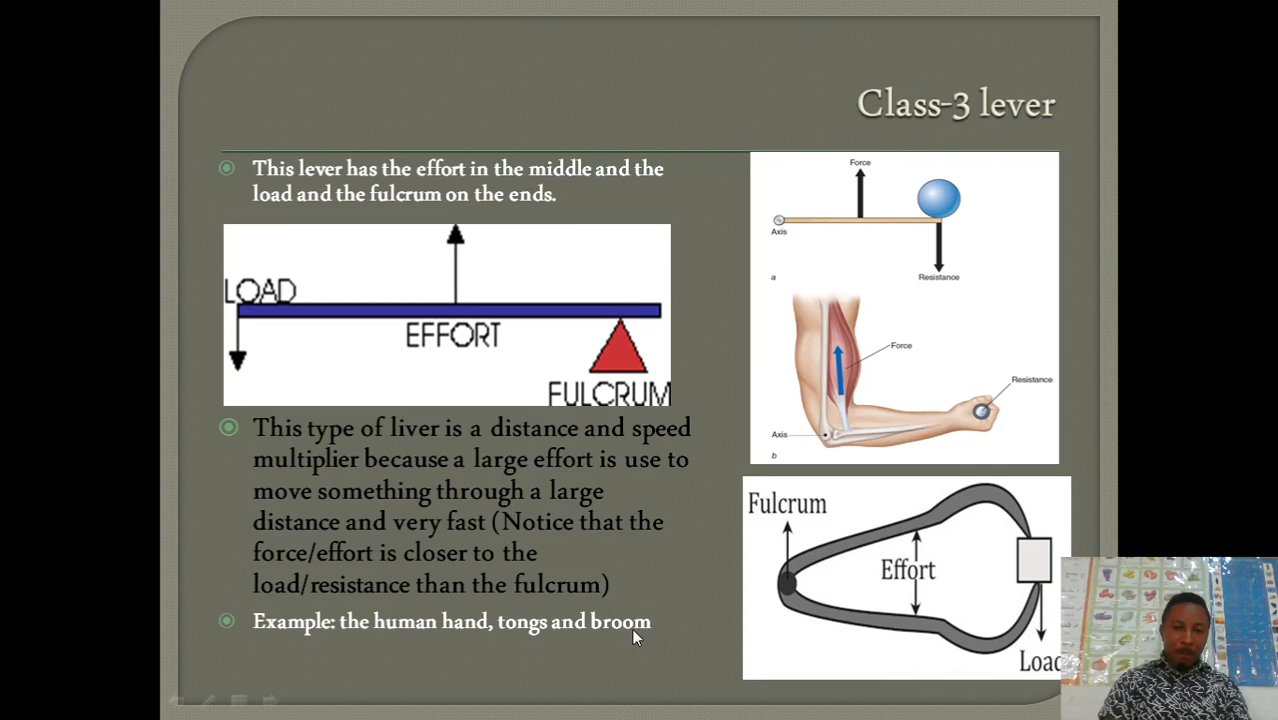 Class-3 lever
This lever has the effort in the middle and the
load and the fulcrum on the ends.
LOAD
EFFORT
FULCRUM
This type of liver is a distance and speed
multiplier because a large effort is use to
move something through a large
distance and very fast (Notice that the
force/effort is closer to the
load/resistance than the fulcrum)
Example: the human hand, tongs and broom
Force
Axis
Resistance
a
Force
Resistance
Axis
b
Fulcrum
Effort
Load